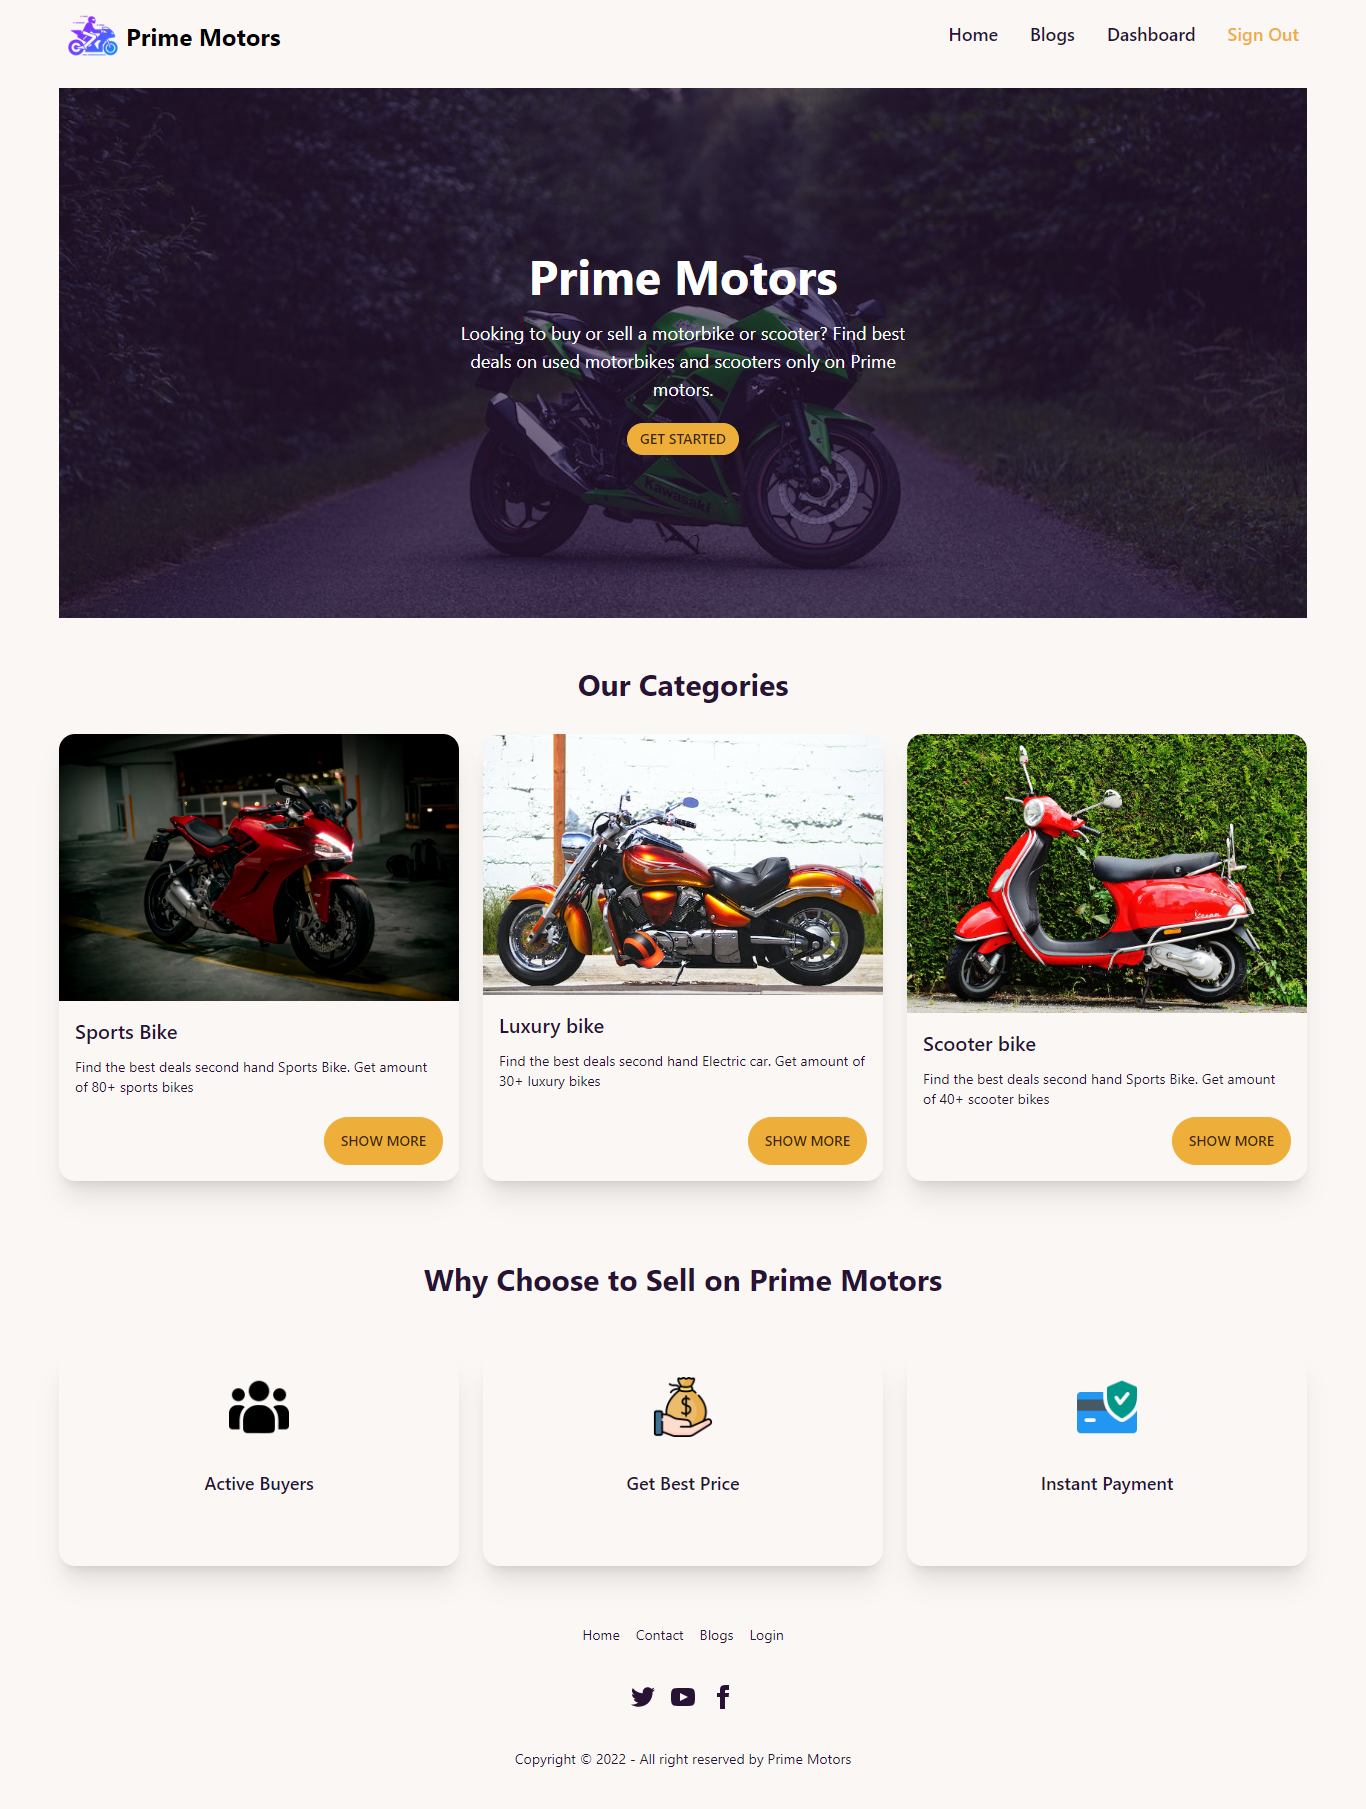 Prime Motors
Home Blogs Dashboard Sign Out
Prime Motors
Looking to buy or sell a motorbike or scooter? Find best
deals on used motorbikes and scooters only on Prime
motors.
GET STARTED
Kawasaki
Our Categories
Sports Bike
Find the best deals second hand Sports Bike. Get amount
of 80+ sports bikes
SHOW MORE
Luxury bike
Find the best deals second hand Electric car. Get amount of
30+ luxury bikes
SHOW MORE
Vespa
Scooter bike
Find the best deals second hand Sports Bike. Get amount
of 40+ scooter bikes
SHOW MORE
Why Choose to Sell on Prime Motors
$
Active Buyers
Get Best Price
Instant Payment
Home Contact Blogs Login
Copyright © 2022 - All right reserved by Prime Motors